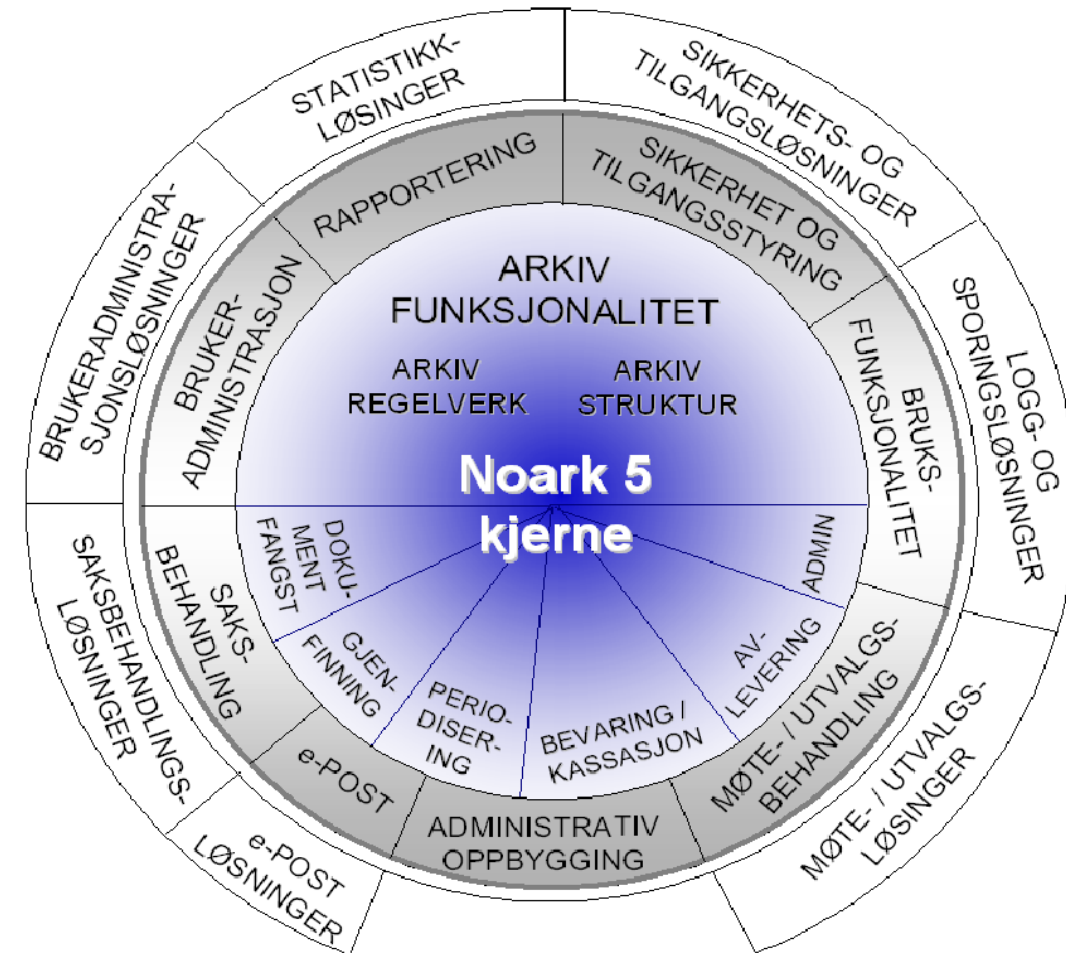 STATISTIKK-
LØSINGER
SIKKERHETS- OG
TILGANGSLØSNINGER
LOGG- OG
SPORINGSLØSNINGER
MØTE- / UTVALGS-
LØSINGER
e-POST
LØSNINGER
SAKSBEHANDLINGS-
LØSNINGER
BRUKERADMINISTRA-
SJONSLØSNINGER
RAPPORTERING
SIKKERHET OG
TILGANGSSTYRING
BRUKS-
FUNKSJONALITET
MØTE- / UTVALGS-
BEHANDLING
ADMINISTRATIV
OPPBYGGING
e-POST
SAKS-
BEHANDLING
BRUKER-
ADMINISTRASJON
ARKIV
FUNKSJONALITET
ARKIV
REGELVERK
ARKIV
STRUKTUR
Noark 5
kjerne
DOKU-
MENT
FANGST
GJEN-
FINNING
PERIO-
DISER-
ING
BEVARING /
KASSASJON
AV-
LEVERING
ADMIN